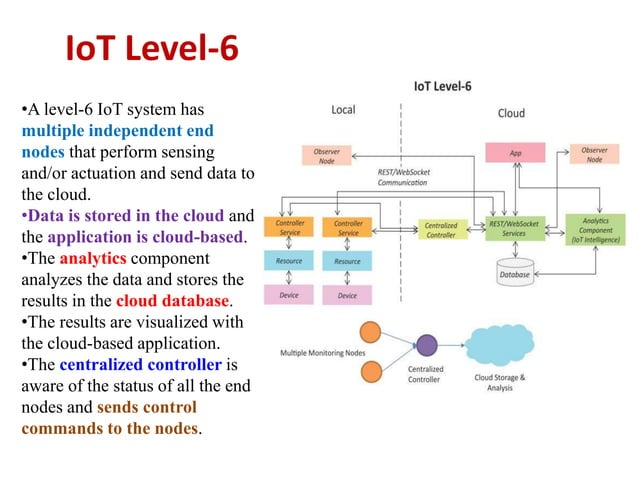 IoT Level-6
•A level-6 IoT system has
multiple independent end
nodes that perform sensing
and/or actuation and send data to
the cloud.
•Data is stored in the cloud and
the application is cloud-based.
•The analytics component
analyzes the data and stores the
results in the cloud database.
•The results are visualized with
the cloud-based application.
•The centralized controller is
aware of the status of all the end
nodes and sends control
commands to the nodes.
IoT Level-6
Local
Cloud
Observer
Node
App
Observer
Node
REST/WebSocket
Communication
Controller
Service
Controller
Service
Centralized
Controller
REST/WebSocket
Services
Analytics
Component
(IoT Intelligence)
Resource
Resource
Database
Device
Device
Multiple Monitoring Nodes
Centralized
Controller
Cloud Storage &
Analysis